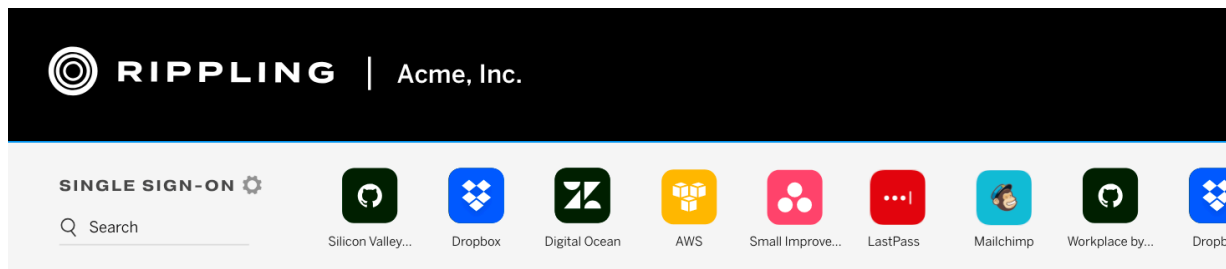 RIPPLING | Acme, Inc.
SINGLE SIGN-ON
Search
Silicon Valley... Dropbox Digital Ocean AWS Small Improve... LastPass Mailchimp Workplace by... Dropb